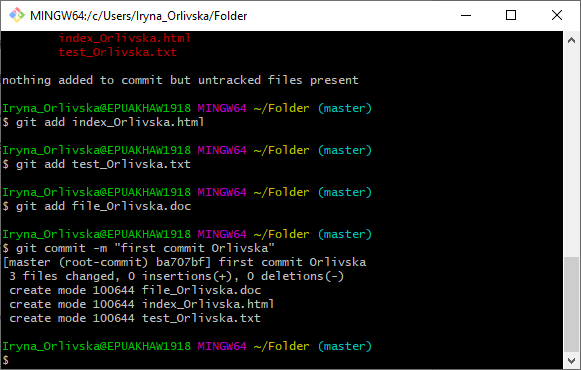 MINGW64:/c/Users/Iryna_Orlivska/Folder
index_Orlivska.html
test_Orlivska.txt
nothing added to commit but untracked files present
Iryna_Orlivska@EPUAKHAW1918 MINGW64 ~/Folder (master)
$ git add index_Orlivska.html
Iryna_Orlivska@EPUAKHAW1918 MINGW64 ~/Folder (master)
$ git add test_Orlivska.txt
Iryna_Orlivska@EPUAKHAW1918 MINGW64 ~/Folder (master)
$ git add file_Orlivska.doc
Iryna_Orlivska@EPUAKHAW1918 MINGW64 ~/Folder (master)
$ git commit -m "first commit Orlivska"
[master (root-commit) ba707bf] first commit Orlivska
3 files changed, 0 insertions(+), 0 deletions(-)
create mode 100644 file_Orlivska.doc
create mode 100644 index_Orlivska.html
create mode 100644 test_Orlivska.txt
Iryna_Orlivska@EPUAKHAW1918 MINGW64 ~/Folder (master)
$